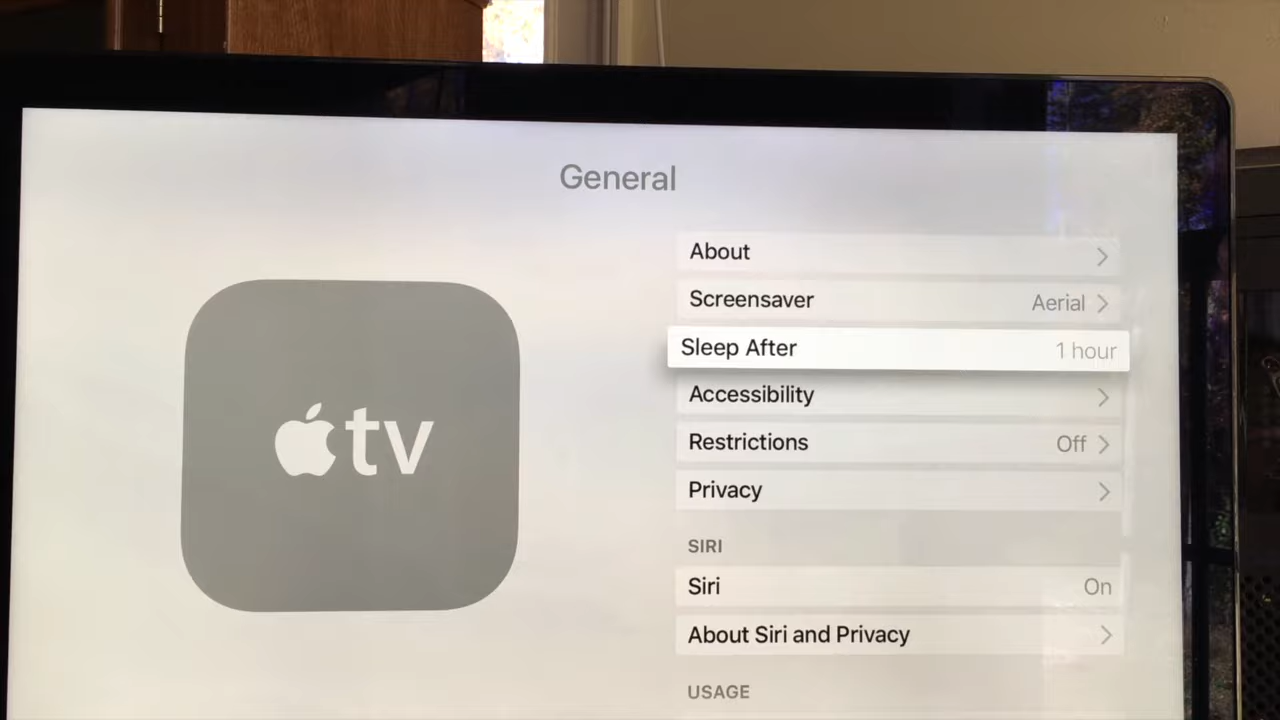 General
About
Screensaver Aerial
Sleep After 1 hour
Accessibility
Restrictions Off
Privacy
SIRI
Siri On
About Siri and Privacy
USAGE
tv